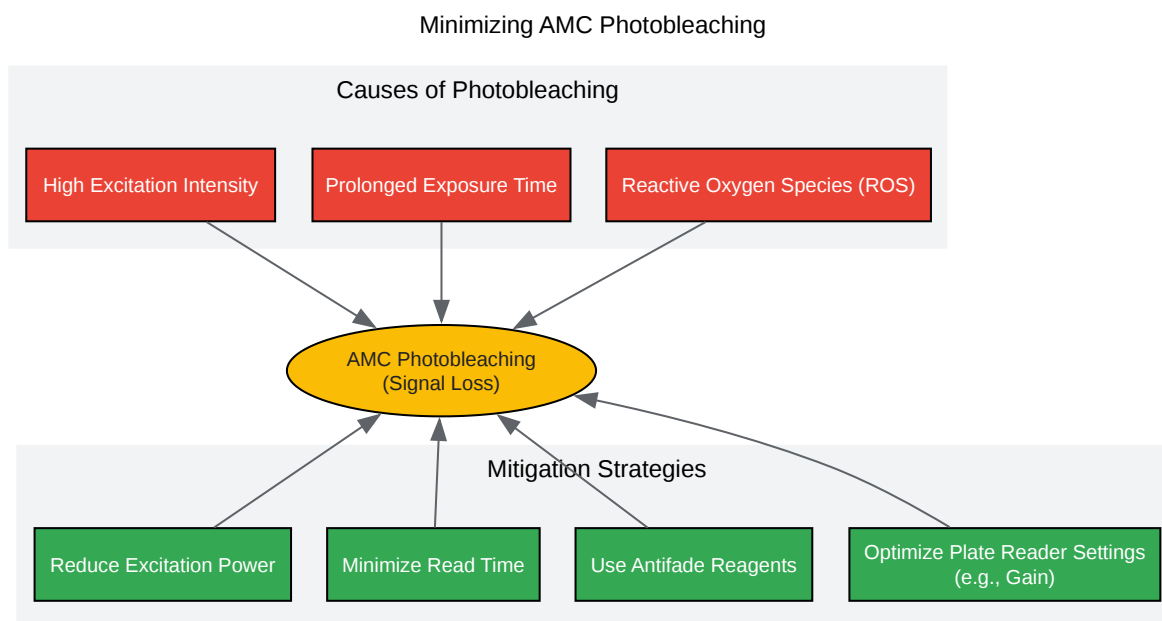 Minimizing AMC Photobleaching
Causes of Photobleaching
High Excitation Intensity
Prolonged Exposure Time
Reactive Oxygen Species (ROS)
AMC Photobleaching
(Signal Loss)
Mitigation Strategies
Reduce Excitation Power
Minimize Read Time
Use Antifade Reagents
Optimize Plate Reader Settings
(e.g., Gain)